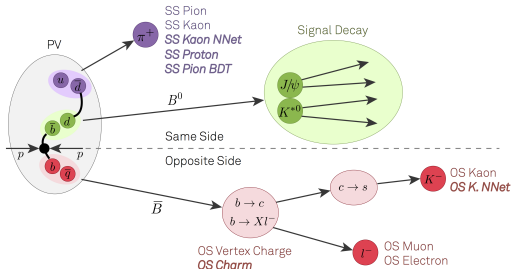 PV
SS Pion
SS Kaon
SS Kaon NNet
SS Proton
SS Pion BDT
π⁺
Signal Decay
u d̄
J/ψ
K*⁰
B⁰
b̄ d
Same Side
p p
Opposite Side
b q̄
B̄
b → c
b → Xl⁻
c → s
K⁻
OS Kaon
OS K. NNet
OS Vertex Charge
OS Charm
l⁻
OS Muon
OS Electron